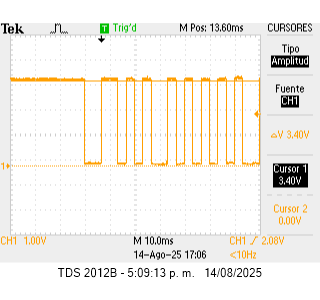 Tek Trig'd M Pos: 13.60ms CURSORES
Tipo
Amplitud
Fuente
CH1
△V 3.40V
Cursor 1
3.40V
Cursor 2
0.00V
1
CH1 1.00V M 10.0ms CH1 ∕ 2.08V
14-Ago-25 17:06 <10Hz
TDS 2012B - 5:09:13 p. m. 14/08/2025